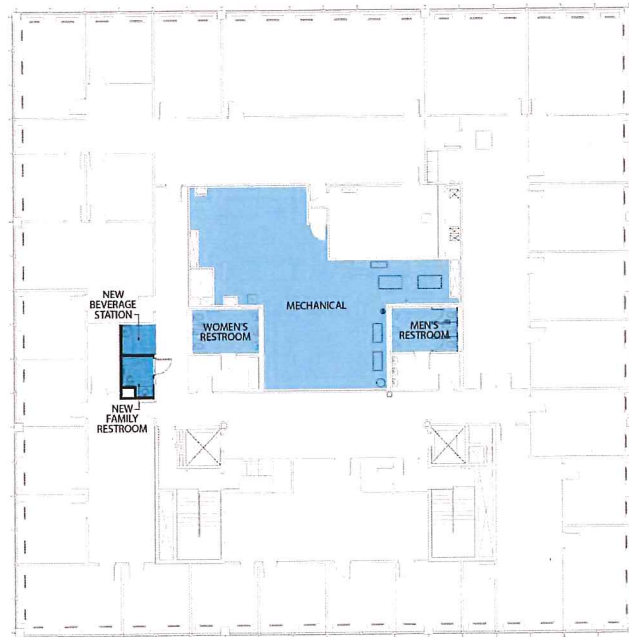 NEW
BEVERAGE
STATION
MECHANICAL
WOMEN'S
RESTROOM
MEN'S
RESTROOM
NEW
FAMILY
RESTROOM